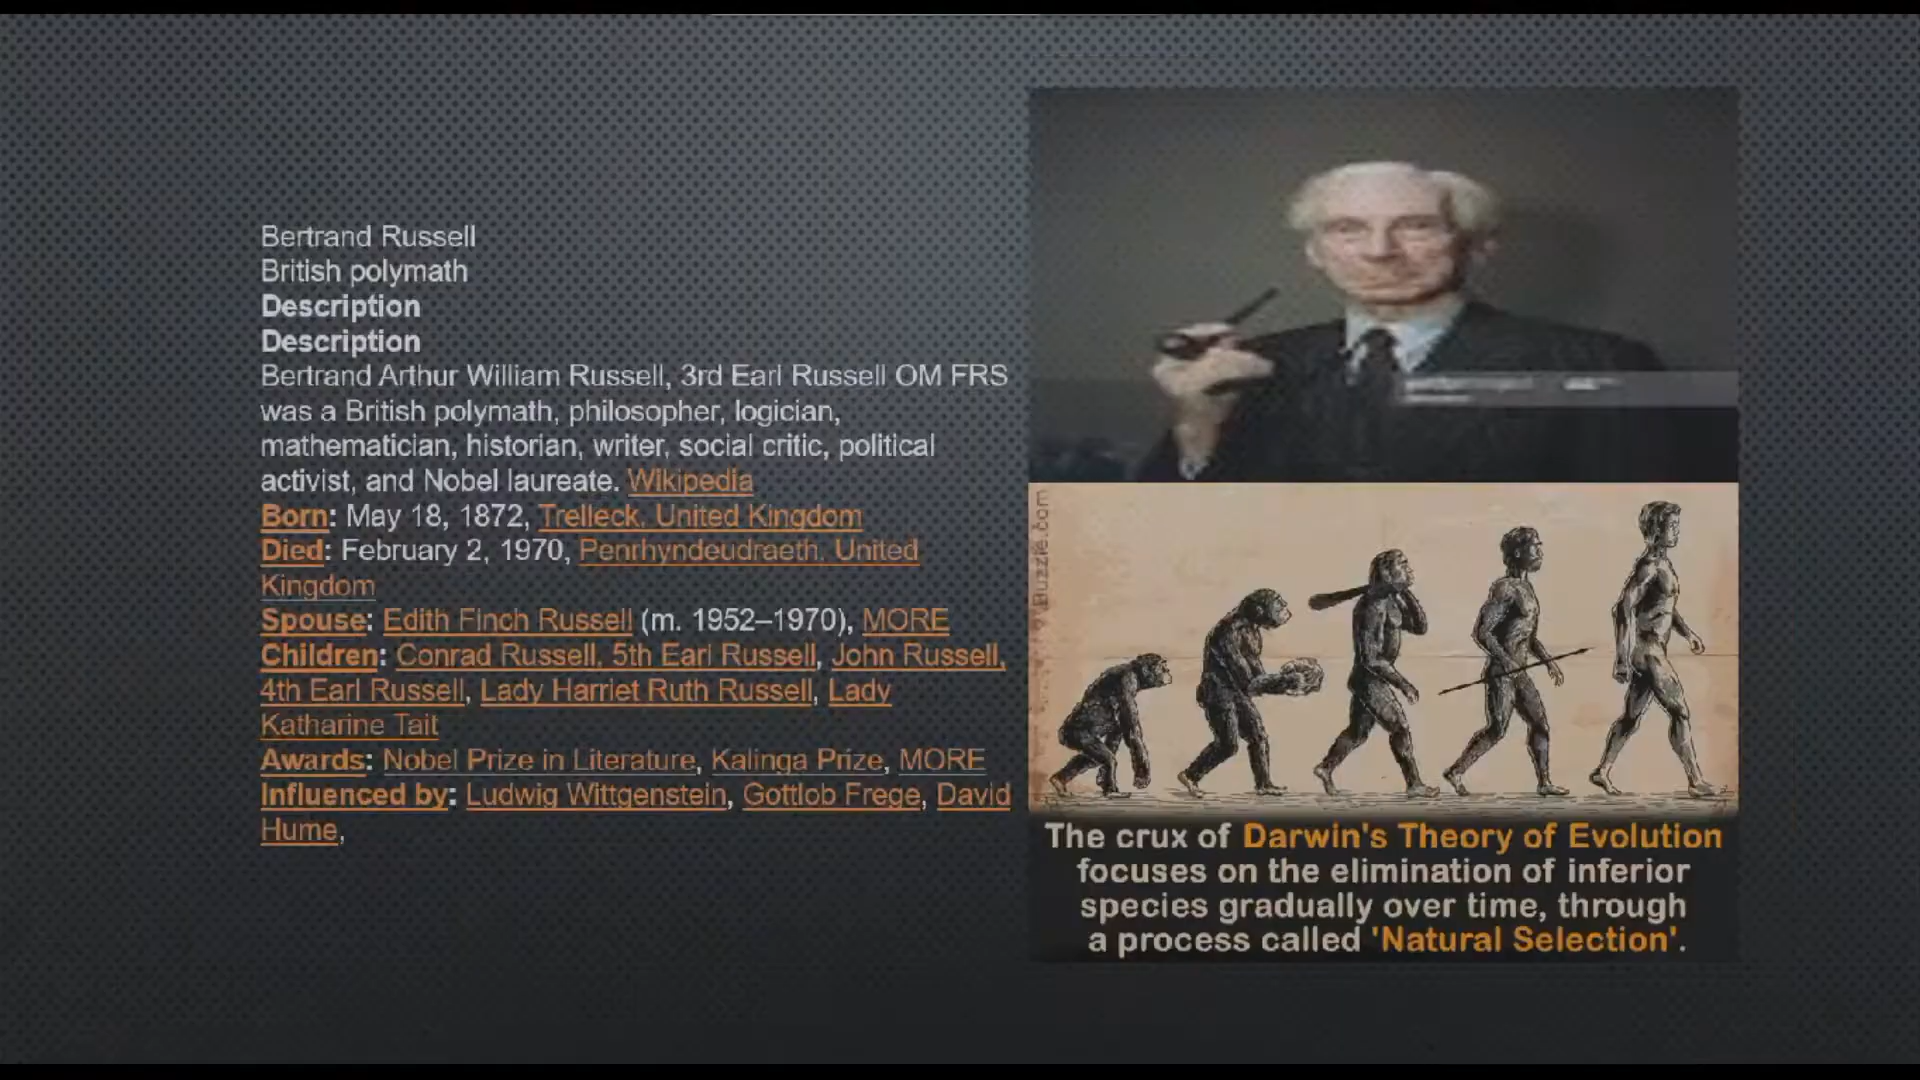 Bertrand Russell
British polymath
Description
Description
Bertrand Arthur William Russell, 3rd Earl Russell OM FRS
was a British polymath, philosopher, logician,
mathematician, historian, writer, social critic, political
activist, and Nobel laureate. Wikipedia
Born: May 18, 1872, Trelleck, United Kingdom
Died: February 2, 1970, Penrhyndeudraeth, United
Kingdom
Spouse: Edith Finch Russell (m. 1952–1970), MORE
Children: Conrad Russell, 5th Earl Russell, John Russell,
4th Earl Russell, Lady Harriet Ruth Russell, Lady
Katharine Tait
Awards: Nobel Prize in Literature, Kalinga Prize, MORE
Influenced by: Ludwig Wittgenstein, Gottlob Frege, David
Hume,
Buzzle.com
The crux of Darwin's Theory of Evolution
focuses on the elimination of inferior
species gradually over time, through
a process called 'Natural Selection'.